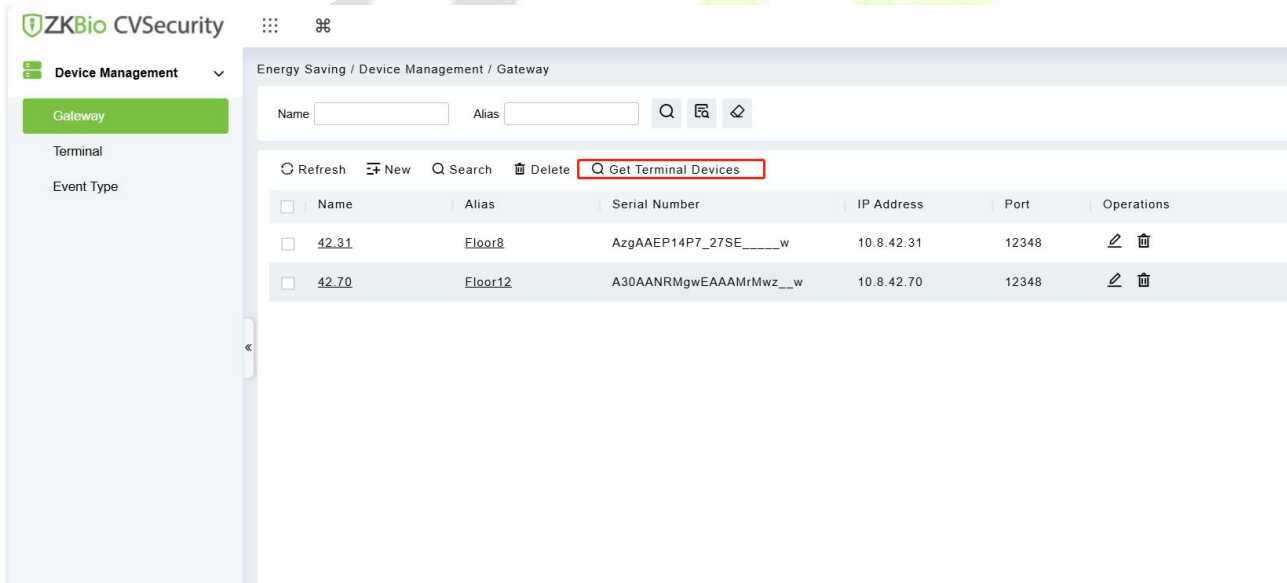 ZKBio CVSecurity
Device Management
Gateway
Terminal
Event Type
Energy Saving / Device Management / Gateway
Name Alias
Refresh New Search Delete Get Terminal Devices
Name Alias Serial Number IP Address Port Operations
42.31 Floor8 AzgAAEP14P7_27SE_____w 10.8.42.31 12348
42.70 Floor12 A30AANRMgwEAAAMrMwz__w 10.8.42.70 12348